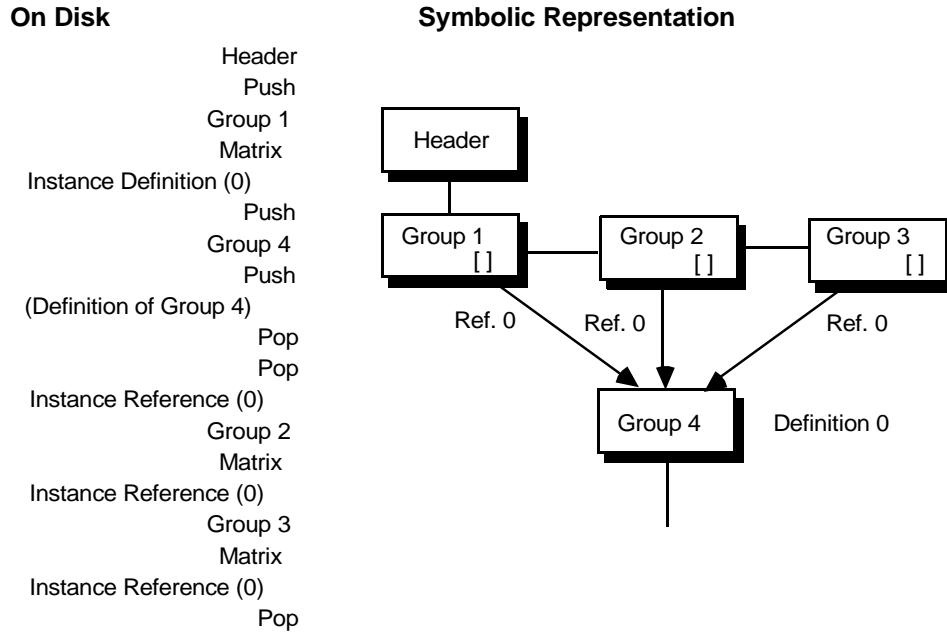 On Disk
Header
Push
Group 1
Matrix
Instance Definition (0)
Push
Group 4
Push
(Definition of Group 4)
Pop
Pop
Instance Reference (0)
Group 2
Matrix
Instance Reference (0)
Group 3
Matrix
Instance Reference (0)
Pop
Symbolic Representation
Header
Group 1
[ ]
Group 2
[ ]
Group 3
[ ]
Ref. 0
Ref. 0
Ref. 0
Group 4
Definition 0